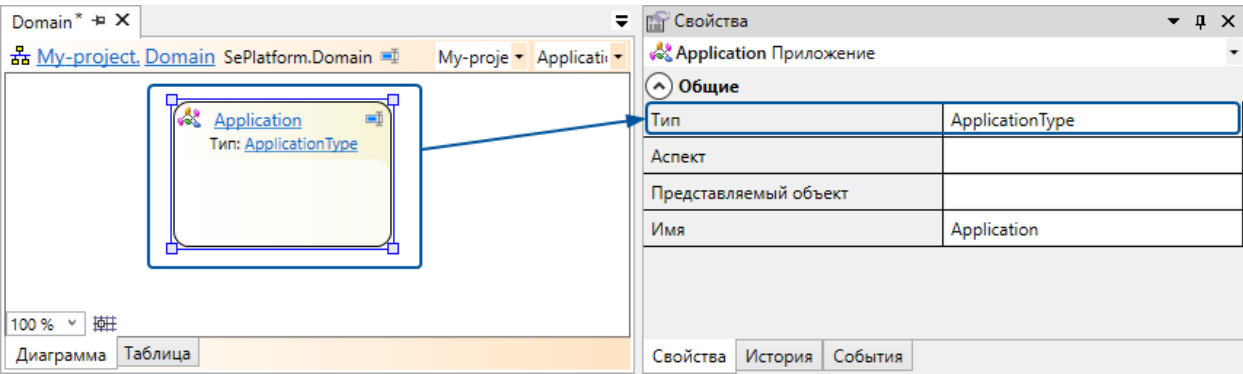 Domain*
My-project. Domain SePlatform.Domain My-proje Applicati
Application
Тип: ApplicationType
100 %
Диаграмма Таблица
Свойства
Application Приложение
Общие
Тип ApplicationType
Аспект
Представляемый объект
Имя Application
Свойства История События